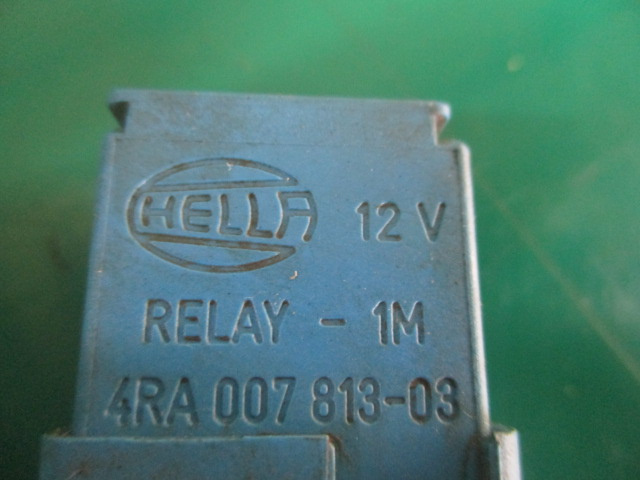 HELLA 12 V
RELAY - 1M
4RA 007 813-03